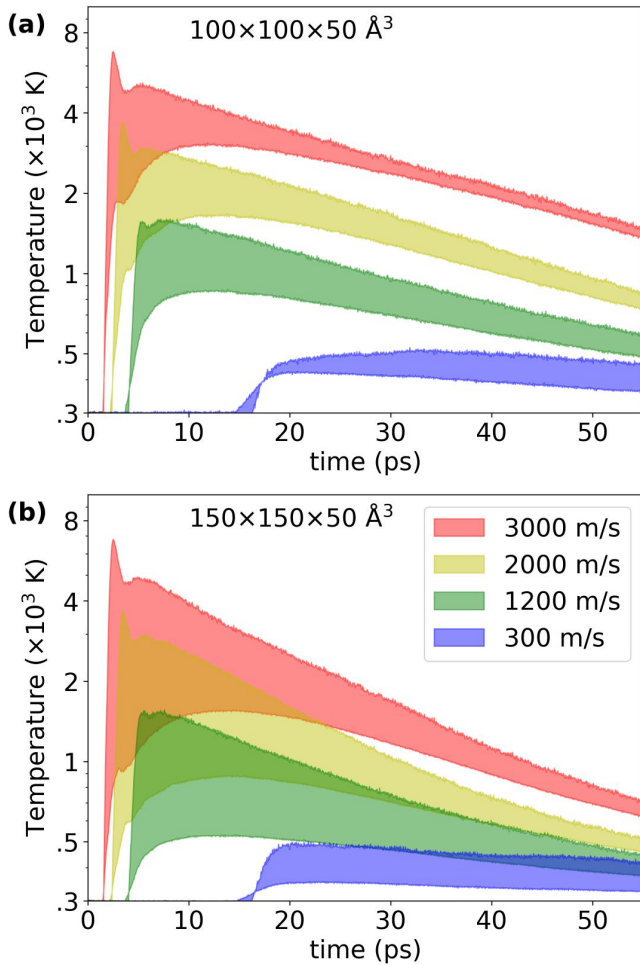 (a)
100×100×50 Å³
Temperature (×10³ K)
8
4
2
1
.5
.3
0 10 20 30 40 50
time (ps)
(b)
150×150×50 Å³
Temperature (×10³ K)
8
4
2
1
.5
.3
3000 m/s
2000 m/s
1200 m/s
300 m/s
0 10 20 30 40 50
time (ps)